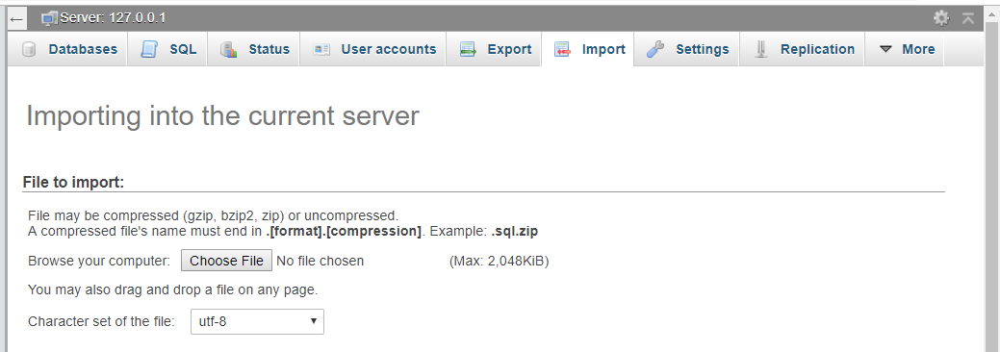 Server: 127.0.0.1
Databases SQL Status User accounts Export Import Settings Replication More
Importing into the current server
File to import:
File may be compressed (gzip, bzip2, zip) or uncompressed.
A compressed file's name must end in .[format].[compression]. Example: .sql.zip
Browse your computer: Choose File No file chosen (Max: 2,048KiB)
You may also drag and drop a file on any page.
Character set of the file: utf-8